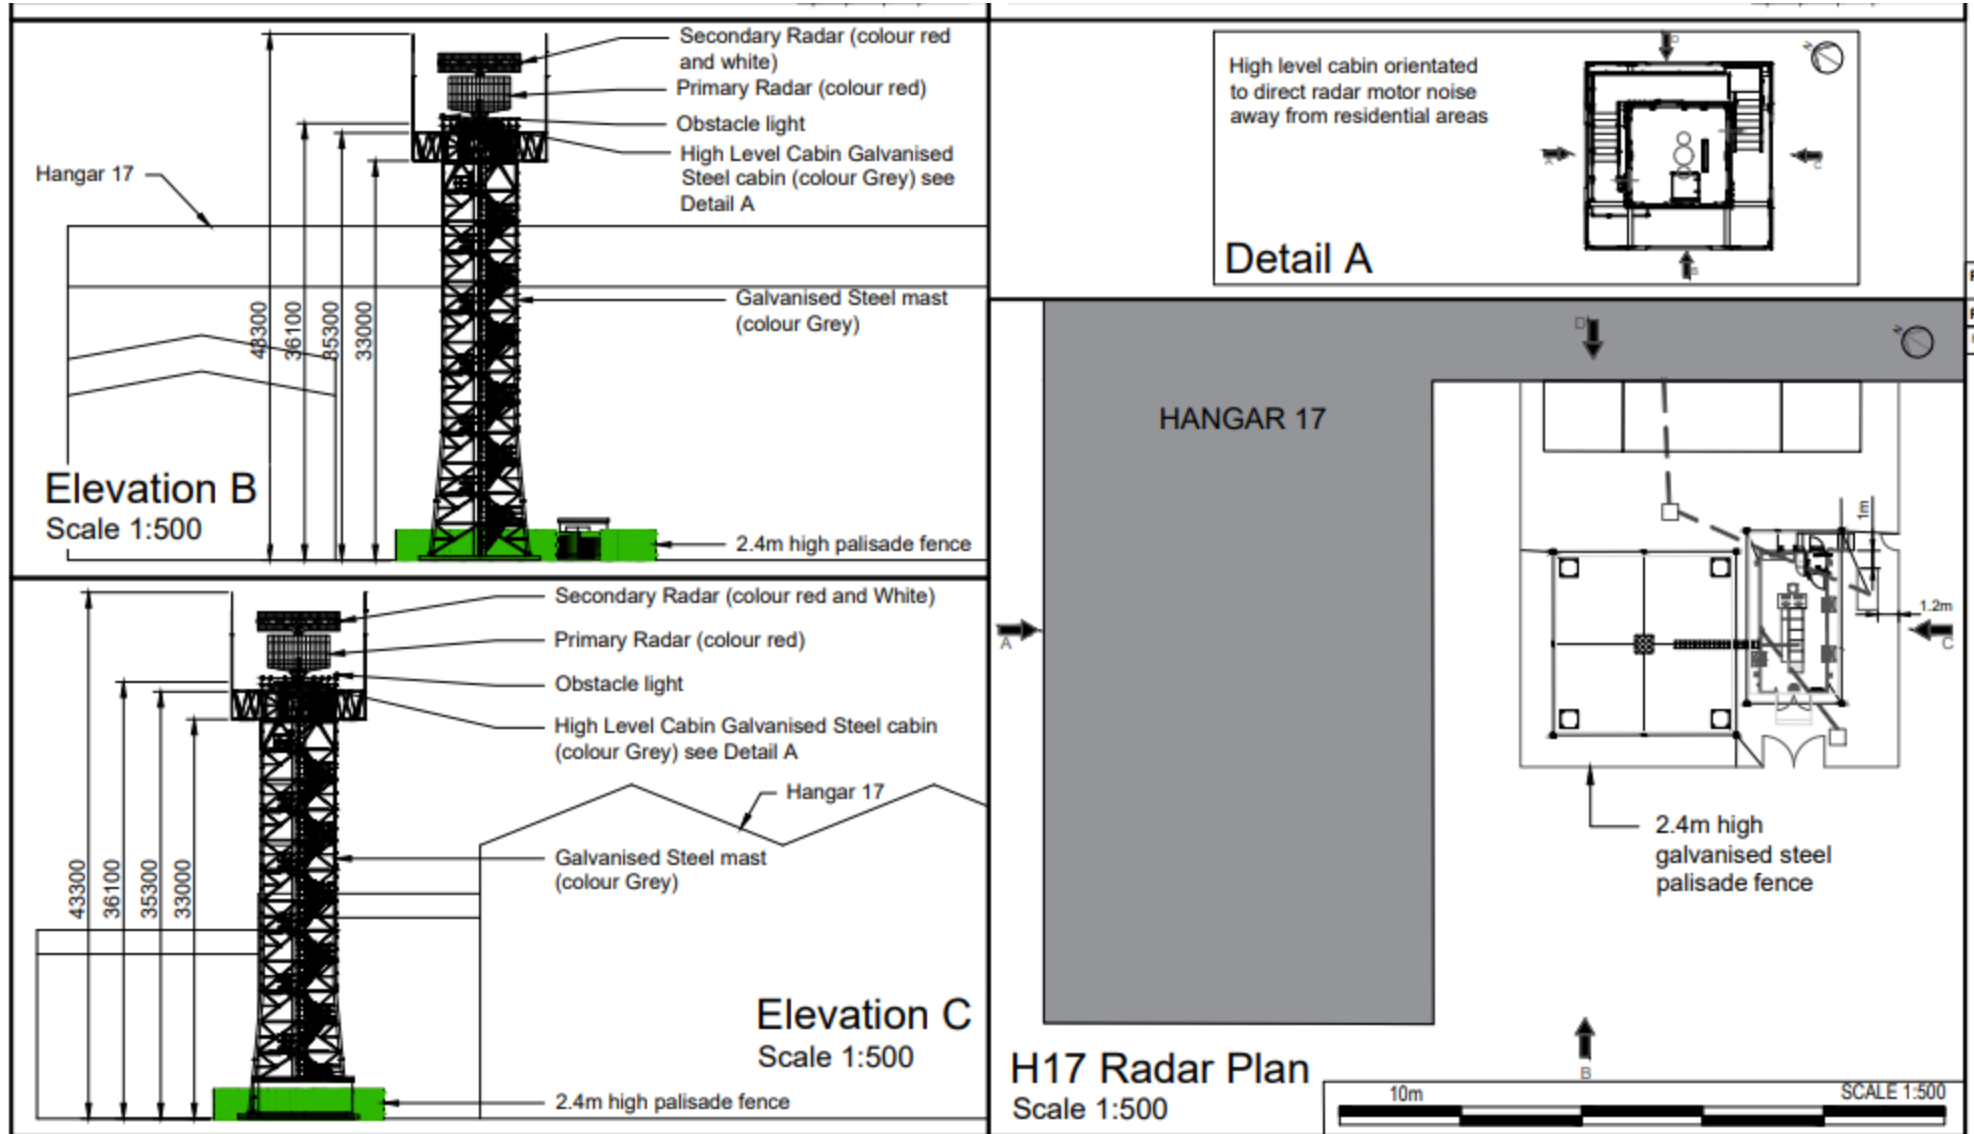 Secondary Radar (colour red
and white)
Primary Radar (colour red)
Obstacle light
High Level Cabin Galvanised
Steel cabin (colour Grey) see
Detail A
Hangar 17
43300
36100
35300
33000
Galvanised Steel mast
(colour Grey)
Elevation B
Scale 1:500
2.4m high palisade fence
Secondary Radar (colour red and White)
Primary Radar (colour red)
Obstacle light
High Level Cabin Galvanised Steel cabin
(colour Grey) see Detail A
Hangar 17
43300
36100
35300
33000
Galvanised Steel mast
(colour Grey)
Elevation C
Scale 1:500
2.4m high palisade fence
High level cabin orientated
to direct radar motor noise
away from residential areas
Detail A
D
N
C
B
D
N
HANGAR 17
1m
1.2m
A
C
2.4m high
galvanised steel
palisade fence
B
H17 Radar Plan
Scale 1:500
10m
SCALE 1:500